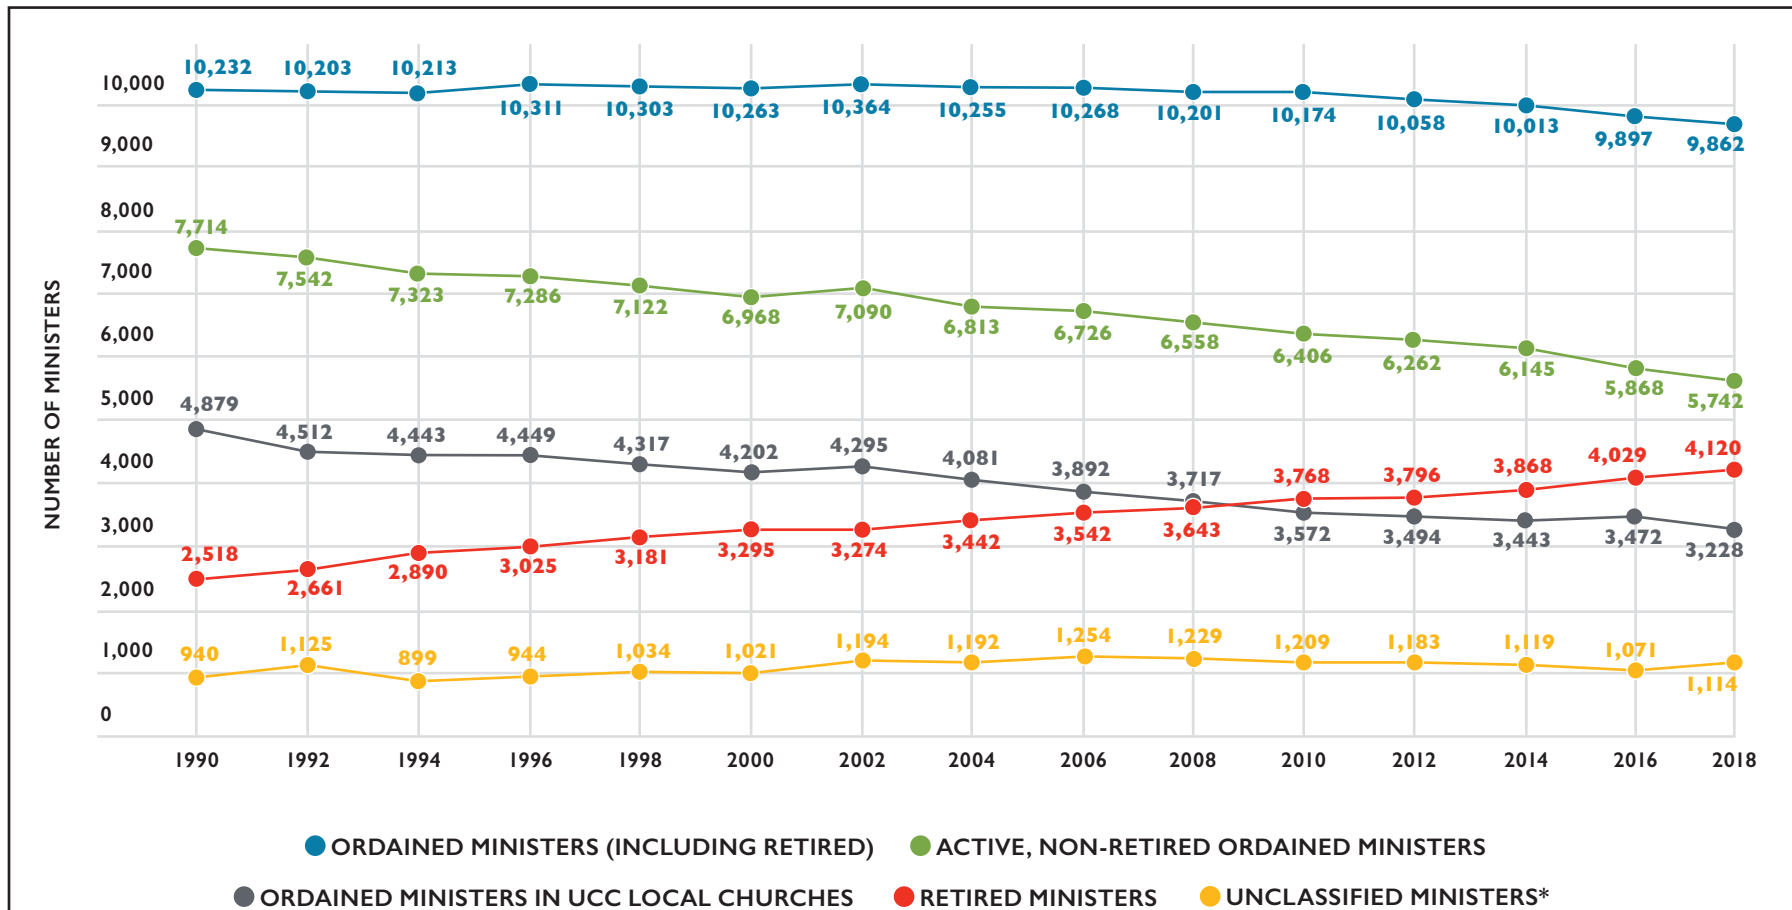 10,232 10,203 10,213
10,000
10,311 10,303 10,263 10,364 10,255 10,268 10,201 10,174 10,058 10,013 9,897 9,862
9,000
8,000
7,714
7,000
7,542 7,323 7,286 7,122 6,968 7,090 6,813 6,726 6,558 6,406 6,262 6,145 5,868 5,742
6,000
5,000
4,879 4,512 4,443 4,449 4,317 4,202 4,295 4,081 3,892 3,717 3,768 3,796 3,868 4,029 4,120
4,000
3,000
2,518 2,661 2,890 3,025 3,181 3,295 3,274 3,442 3,542 3,643 3,572 3,494 3,443 3,472 3,228
2,000
1,000
940 1,125 899 944 1,034 1,021 1,194 1,192 1,254 1,229 1,209 1,183 1,119 1,071 1,114
0
NUMBER OF MINISTERS
1990 1992 1994 1996 1998 2000 2002 2004 2006 2008 2010 2012 2014 2016 2018
ORDAINED MINISTERS (INCLUDING RETIRED) ACTIVE, NON-RETIRED ORDAINED MINISTERS
ORDAINED MINISTERS IN UCC LOCAL CHURCHES RETIRED MINISTERS UNCLASSIFIED MINISTERS*